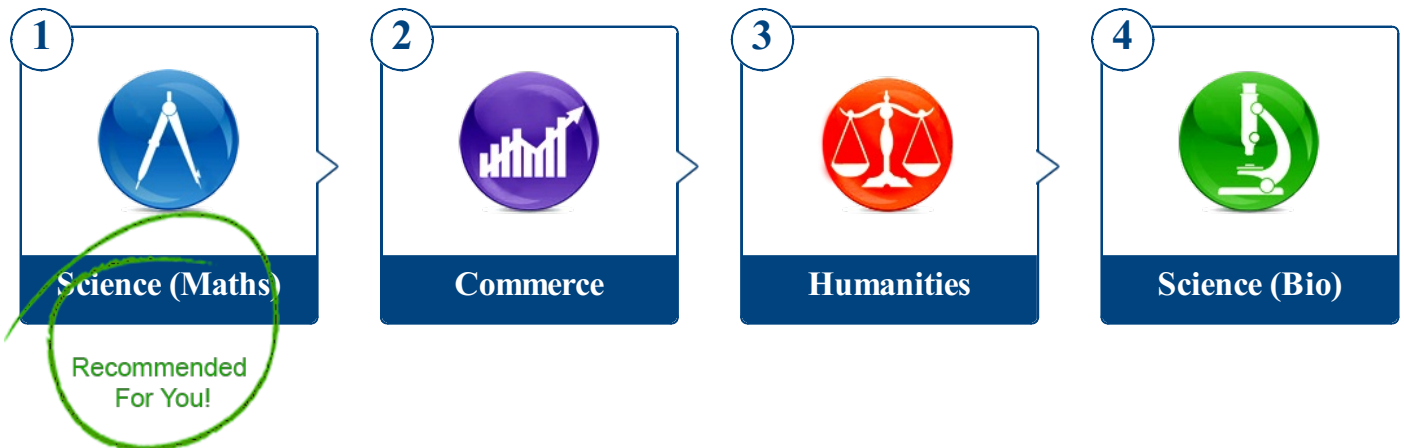 1
2
3
4
Science (Maths)
Commerce
Humanities
Science (Bio)
Recommended
For You!